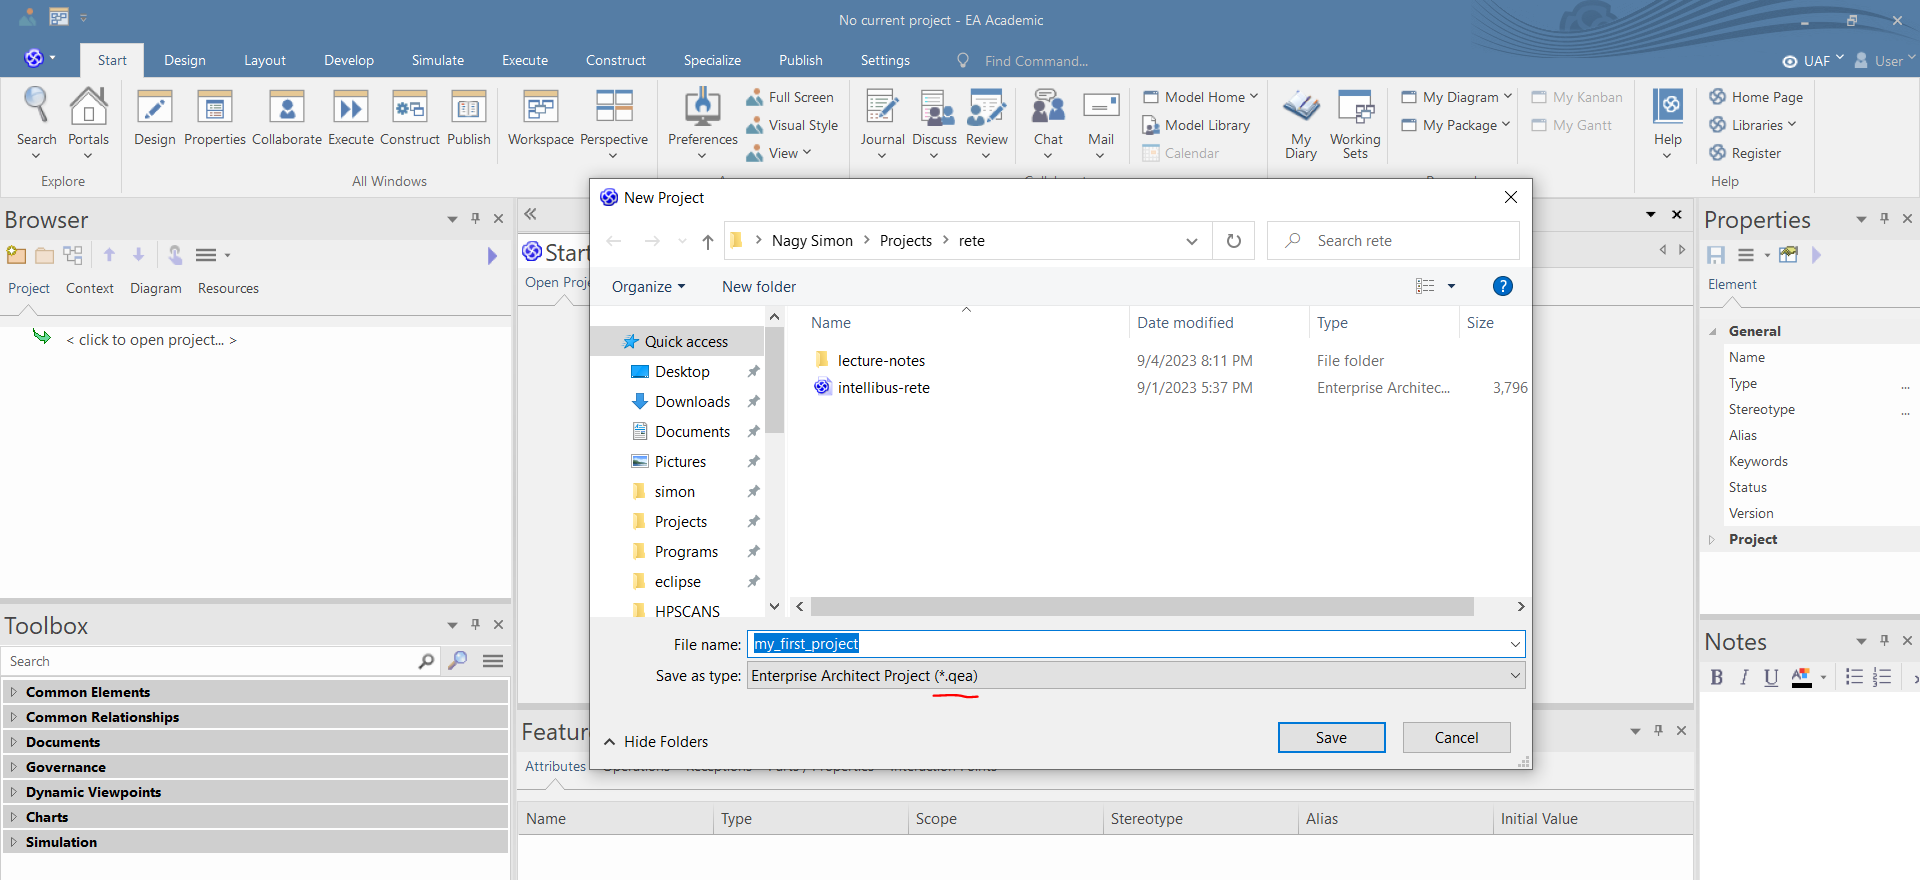 No current project - EA Academic
Start Design Layout Develop Simulate Execute Construct Specialize Publish Settings Find Command... UAF User
Search Portals Design Properties Collaborate Execute Construct Publish Workspace Perspective Preferences Full Screen Visual Style View Journal Discuss Review Chat Mail Model Home Model Library Calendar My Diary Working Sets My Diagram My Package My Kanban My Gantt Help Home Page Libraries Register
Explore All Windows Help
Browser
Project Context Diagram Resources
< click to open project... >
Toolbox
Search
Common Elements
Common Relationships
Documents
Governance
Dynamic Viewpoints
Charts
Simulation
Start
Open Proje
New Project
Nagy Simon Projects rete
Search rete
Organize New folder
?
Name Date modified Type Size
Quick access
Desktop
Downloads
Documents
Pictures
simon
Projects
Programs
eclipse
HPSCANS
lecture-notes 9/4/2023 8:11 PM File folder
intellibus-rete 9/1/2023 5:37 PM Enterprise Architec... 3,796
File name: my_first_project
Save as type: Enterprise Architect Project (*.qea)
Hide Folders Save Cancel
Featur
Attributes
Name Type Scope Stereotype Alias Initial Value
Properties
Element
General
Name
Type ...
Stereotype ...
Alias
Keywords
Status
Version
Project
Notes
B I U A